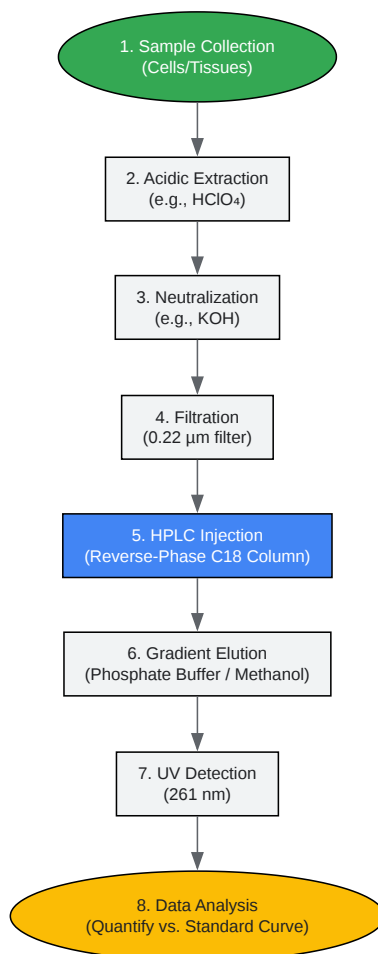 1. Sample Collection
(Cells/Tissues)
2. Acidic Extraction
(e.g., HClO₄)
3. Neutralization
(e.g., KOH)
4. Filtration
(0.22 µm filter)
5. HPLC Injection
(Reverse-Phase C18 Column)
6. Gradient Elution
(Phosphate Buffer / Methanol)
7. UV Detection
(261 nm)
8. Data Analysis
(Quantify vs. Standard Curve)